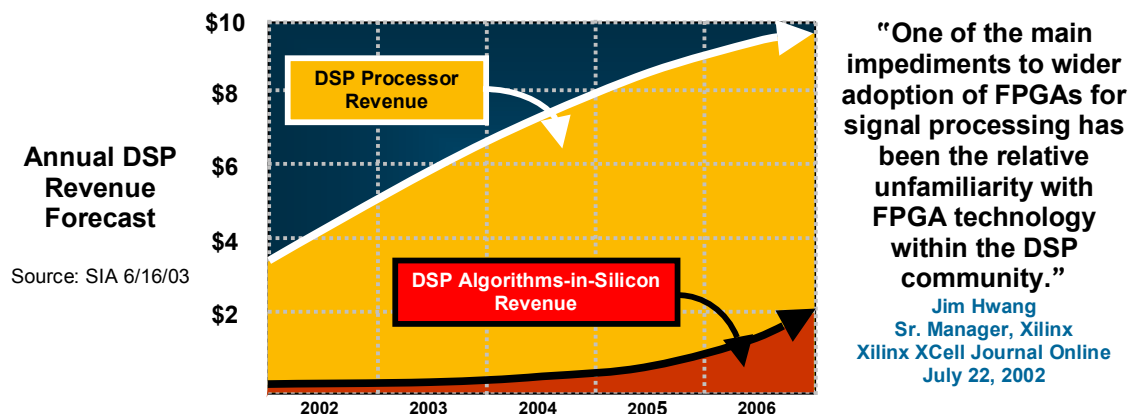 Annual DSP
Revenue
Forecast
Source: SIA 6/16/03
$10
$8
$6
$4
$2
DSP Processor
Revenue
DSP Algorithms-in-Silicon
Revenue
2002
2003
2004
2005
2006
“One of the main
impediments to wider
adoption of FPGAs for
signal processing has
been the relative
unfamiliarity with
FPGA technology
within the DSP
community.”
Jim Hwang
Sr. Manager, Xilinx
Xilinx XCell Journal Online
July 22, 2002